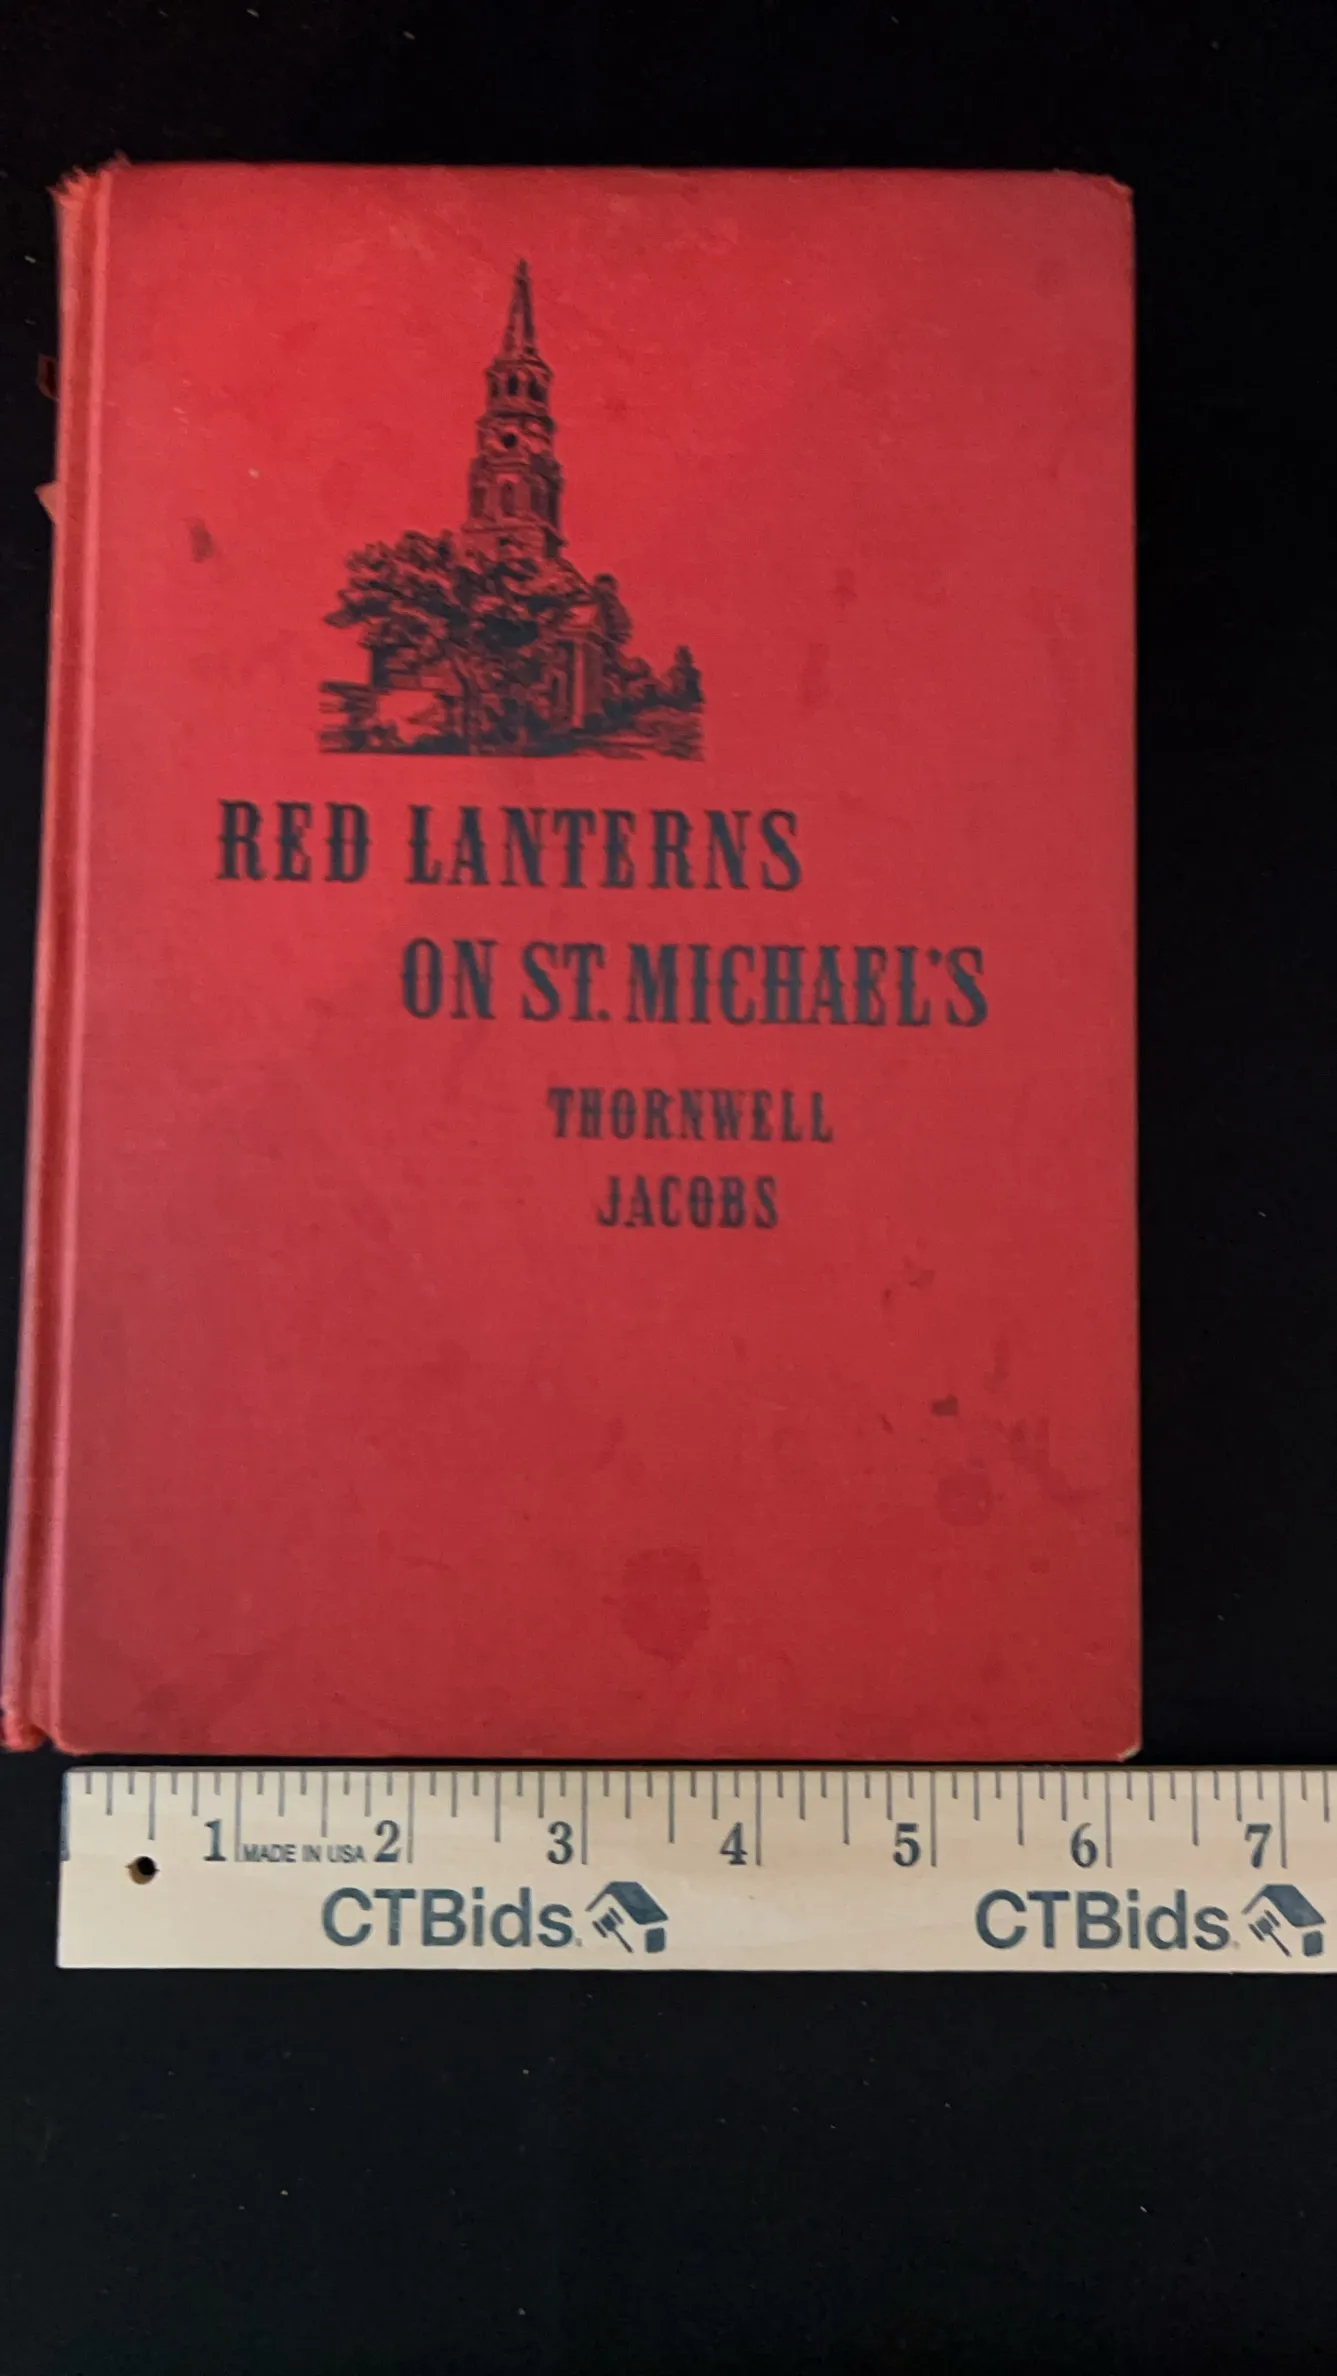 RED LANTERNS
ON ST. MICHAEL'S
THORNWELL
JACOBS
1 MADE IN USA 2 3 4 5 6 7
CTBids. CTBids.